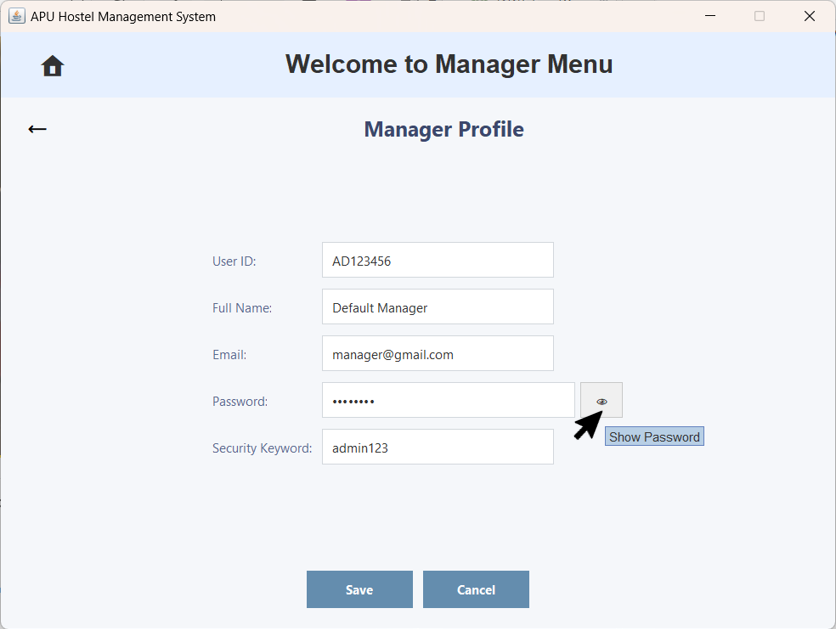 APU Hostel Management System
Welcome to Manager Menu
Manager Profile
User ID: AD123456
Full Name: Default Manager
Email: manager@gmail.com
Password: ••••••••
Show Password
Security Keyword: admin123
Save Cancel